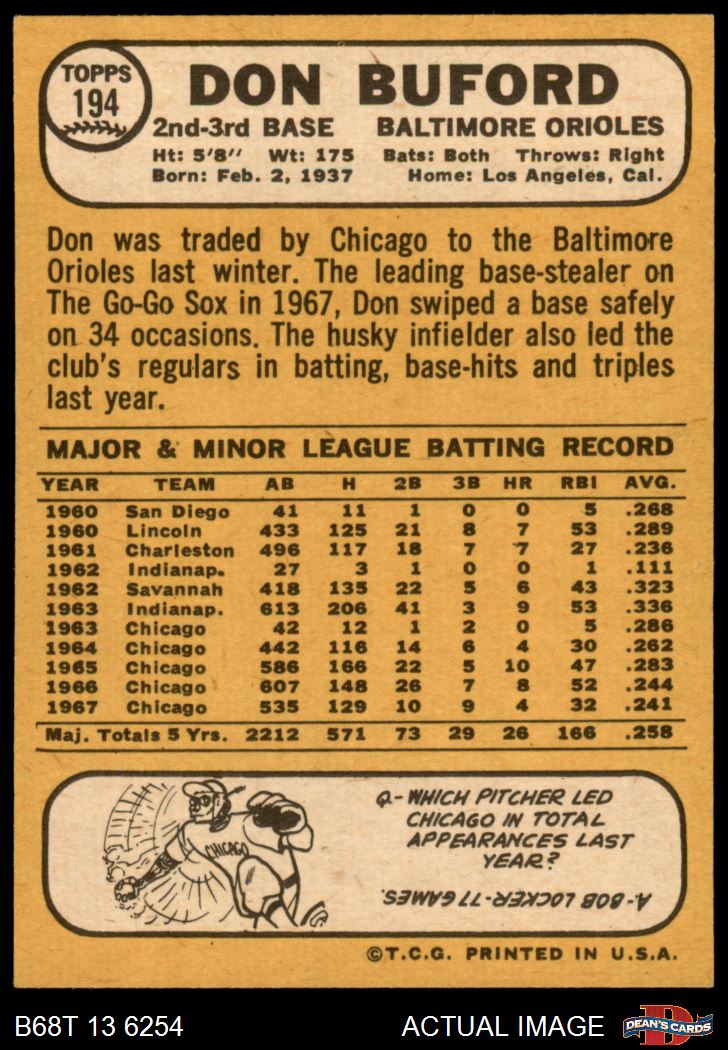 TOPPS
194
DON BUFORD
2nd-3rd BASE BALTIMORE ORIOLES
Ht: 5'8" Wt: 175 Bats: Both Throws: Right
Born: Feb. 2, 1937 Home: Los Angeles, Cal.
Don was traded by Chicago to the Baltimore
Orioles last winter. The leading base-stealer on
The Go-Go Sox in 1967, Don swiped a base safely
on 34 occasions. The husky infielder also led the
club's regulars in batting, base-hits and triples
last year.
MAJOR & MINOR LEAGUE BATTING RECORD
YEAR TEAM AB H 2B 3B HR RBI AVG.
1960 San Diego 41 11 1 0 0 5 .268
1960 Lincoln 433 125 21 8 7 53 .289
1961 Charleston 496 117 18 7 7 27 .236
1962 Indianap. 27 3 1 0 0 1 .111
1962 Savannah 418 135 22 5 6 43 .323
1963 Indianap. 613 206 41 3 9 53 .336
1963 Chicago 42 12 1 2 0 5 .286
1964 Chicago 442 116 14 6 4 30 .262
1965 Chicago 586 166 22 5 10 47 .283
1966 Chicago 607 148 26 7 8 52 .244
1967 Chicago 535 129 10 9 4 32 .241
Maj. Totals 5 Yrs. 2212 571 73 29 26 166 .258
CHICAGO
Q-WHICH PITCHER LED
CHICAGO IN TOTAL
APPEARANCES LAST
YEAR?
A-BOB LOCKER-77 GAMES.
©T.C.G. PRINTED IN U.S.A.
B68T 13 6254 ACTUAL IMAGE
D
DEAN'S CARDS